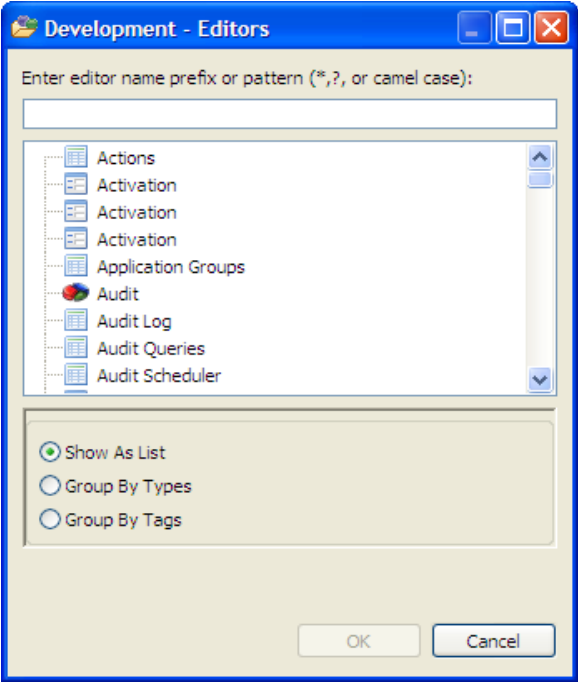 Development - Editors
Enter editor name prefix or pattern (*,?, or camel case):
Actions
Activation
Activation
Activation
Application Groups
Audit
Audit Log
Audit Queries
Audit Scheduler
Show As List
Group By Types
Group By Tags
OK
Cancel